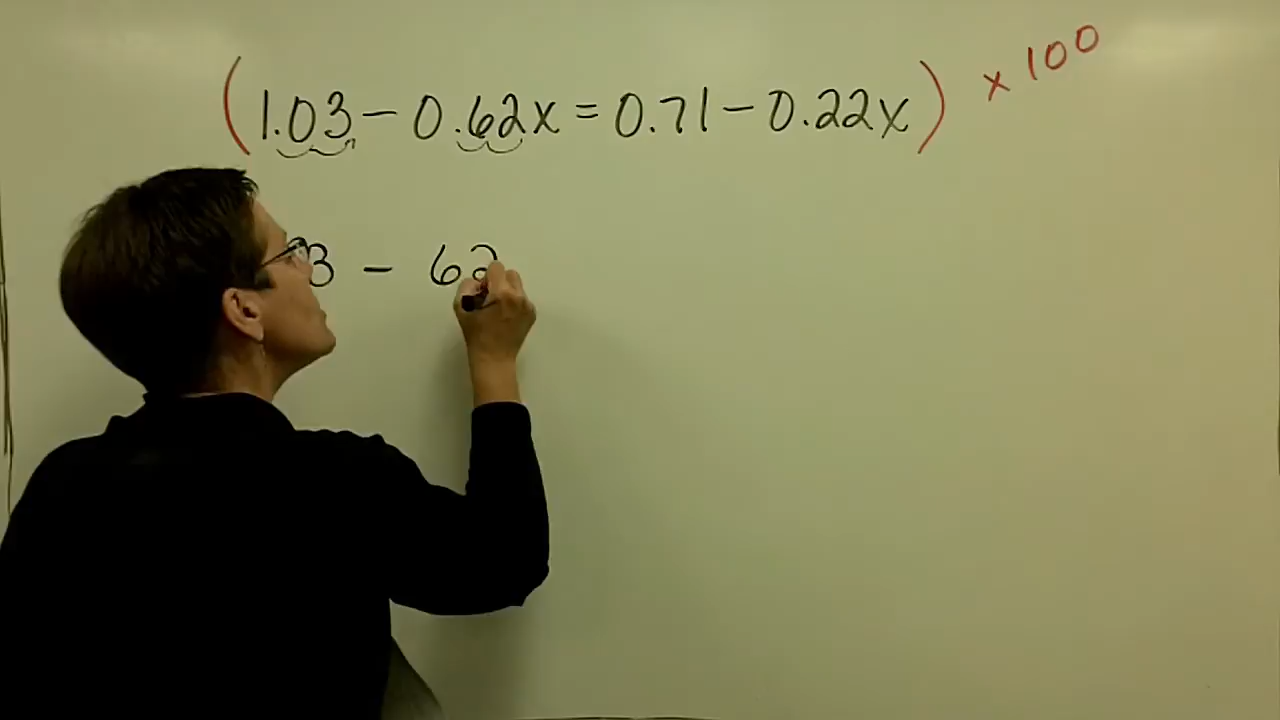 (1.03 - 0.62x = 0.71 - 0.22x) x 100
3 - 62